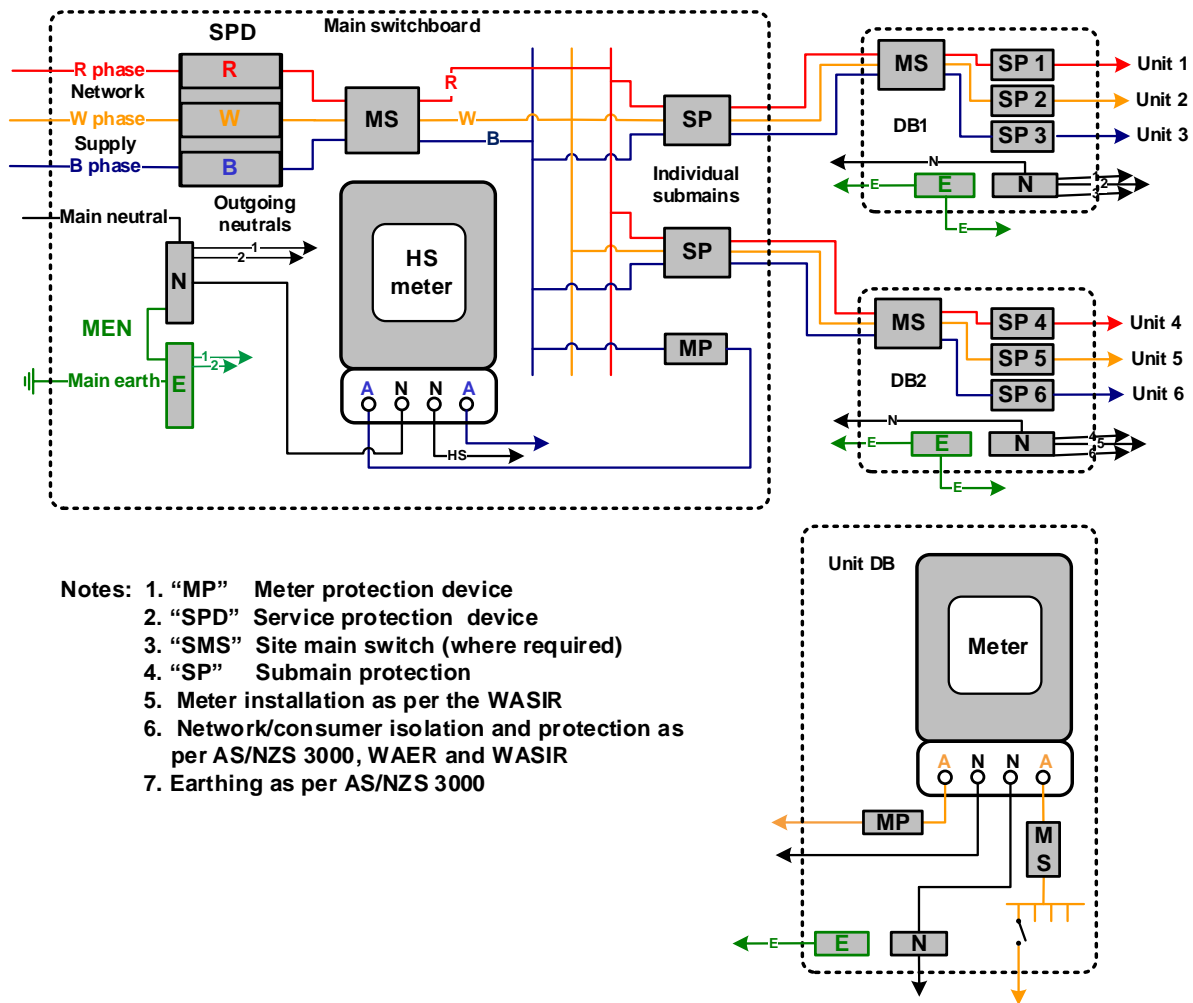 Main switchboard
SPD
R phase
R
Network
W phase
W
Supply
B phase
B
MS
R
W
B
SP
Individual
submains
SP
MP
Main neutral
Outgoing
neutrals
1
2
N
MEN
1
2
Main earth
E
HS
meter
A N N A
HS
MS
DB1
SP 1
SP 2
SP 3
Unit 1
Unit 2
Unit 3
N
E
E
N
1
2
3
E
MS
DB2
SP 4
SP 5
SP 6
Unit 4
Unit 5
Unit 6
N
E
E
N
4
5
6
E
Notes: 1. “MP” Meter protection device
2. “SPD” Service protection device
3. “SMS” Site main switch (where required)
4. “SP” Submain protection
5. Meter installation as per the WASIR
6. Network/consumer isolation and protection as
per AS/NZS 3000, WAER and WASIR
7. Earthing as per AS/NZS 3000
Unit DB
Meter
A N N A
MP
M
S
E
E
N